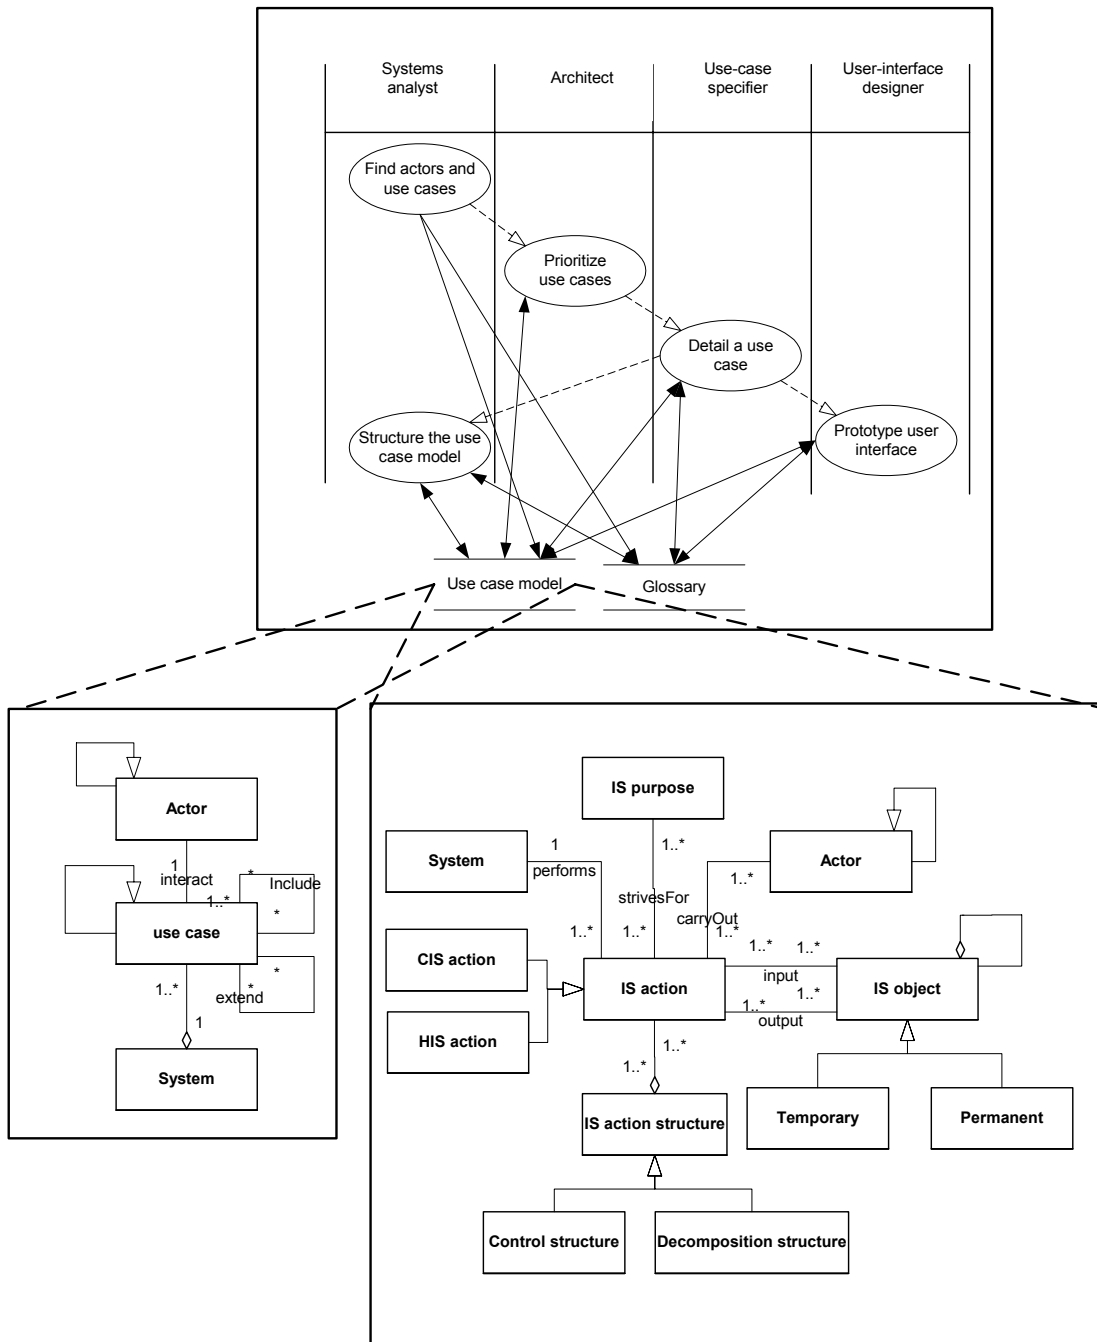 Systems
analyst
Architect
Use-case
specifier
User-interface
designer
Find actors and
use cases
Prioritize
use cases
Detail a use
case
Structure the use
case model
Prototype user
interface
Use case model
Glossary
Actor
1
interact
*
Include
1..*
*
use case
*
1..*
*
extend
1
System
IS purpose
System
1
performs
1..*
Actor
1..*
strivesFor
carryOut
1..*
1..*
1..*
1..*
1..*
CIS action
IS action
input
IS object
1..*
1..*
output
HIS action
1..*
1..*
IS action structure
Temporary
Permanent
Control structure
Decomposition structure